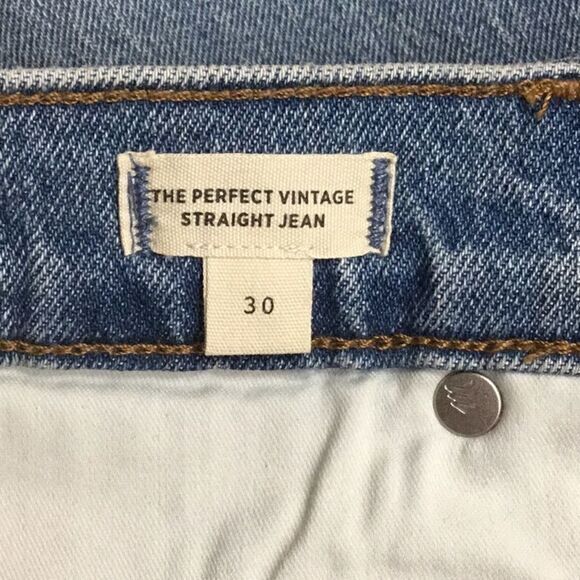 THE PERFECT VINTAGE
STRAIGHT JEAN
30